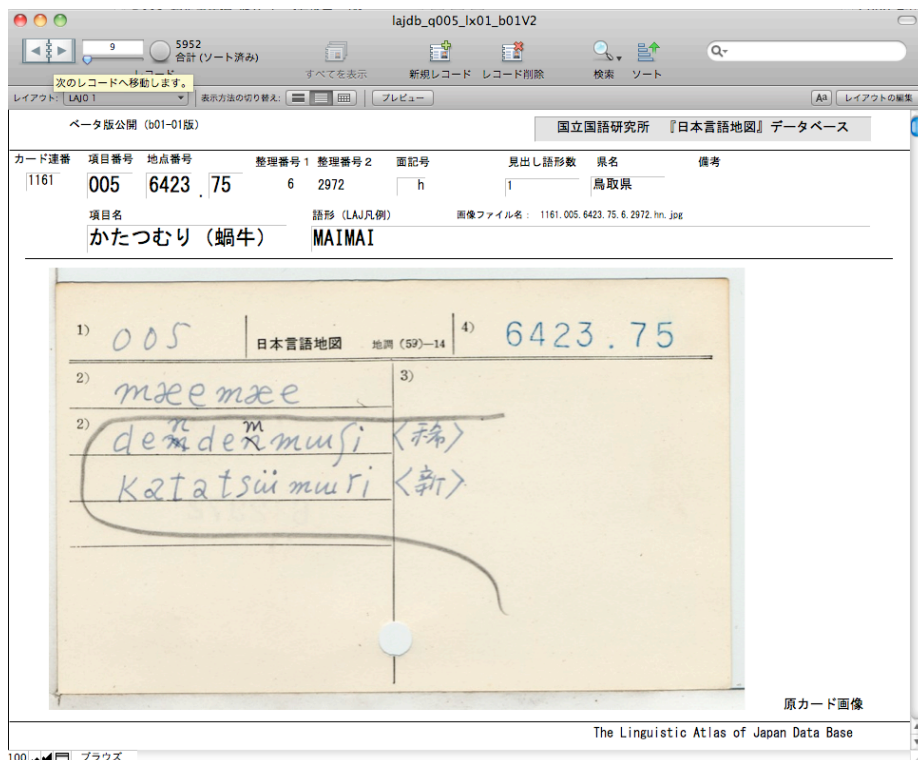 lajdb_q005_lx01_b01V2
9
5952
合計 (ソート済み)
レコード
すべてを表示
新規レコード
レコード削除
検索
ソート
次のレコードへ移動します。
レイアウト: LAJO 1
表示方法の切り替え:
プレビュー
Aa
レイアウトの編集
ベータ版公開 (b01-01版)
国立国語研究所 『日本言語地図』データベース
カード連番 項目番号 地点番号 整理番号1 整理番号2 面記号 見出し語形数 県名 備考
1161 005 6423 . 75 6 2972 h 1 鳥取県
項目名 語形 (LAJ凡例) 画像ファイル名: 1161.005.6423.75.6.2972.hn.jpg
かたつむり (蝸牛) MAIMAI
1) 005 日本言語地図 地調 (59)—14 4) 6423.75
2) mæemæe 3)
n m
2) demdenmɯʃi 〈稀〉
katatsüimɯri 〈新〉
原カード画像
The Linguistic Atlas of Japan Data Base
100
ブラウズ